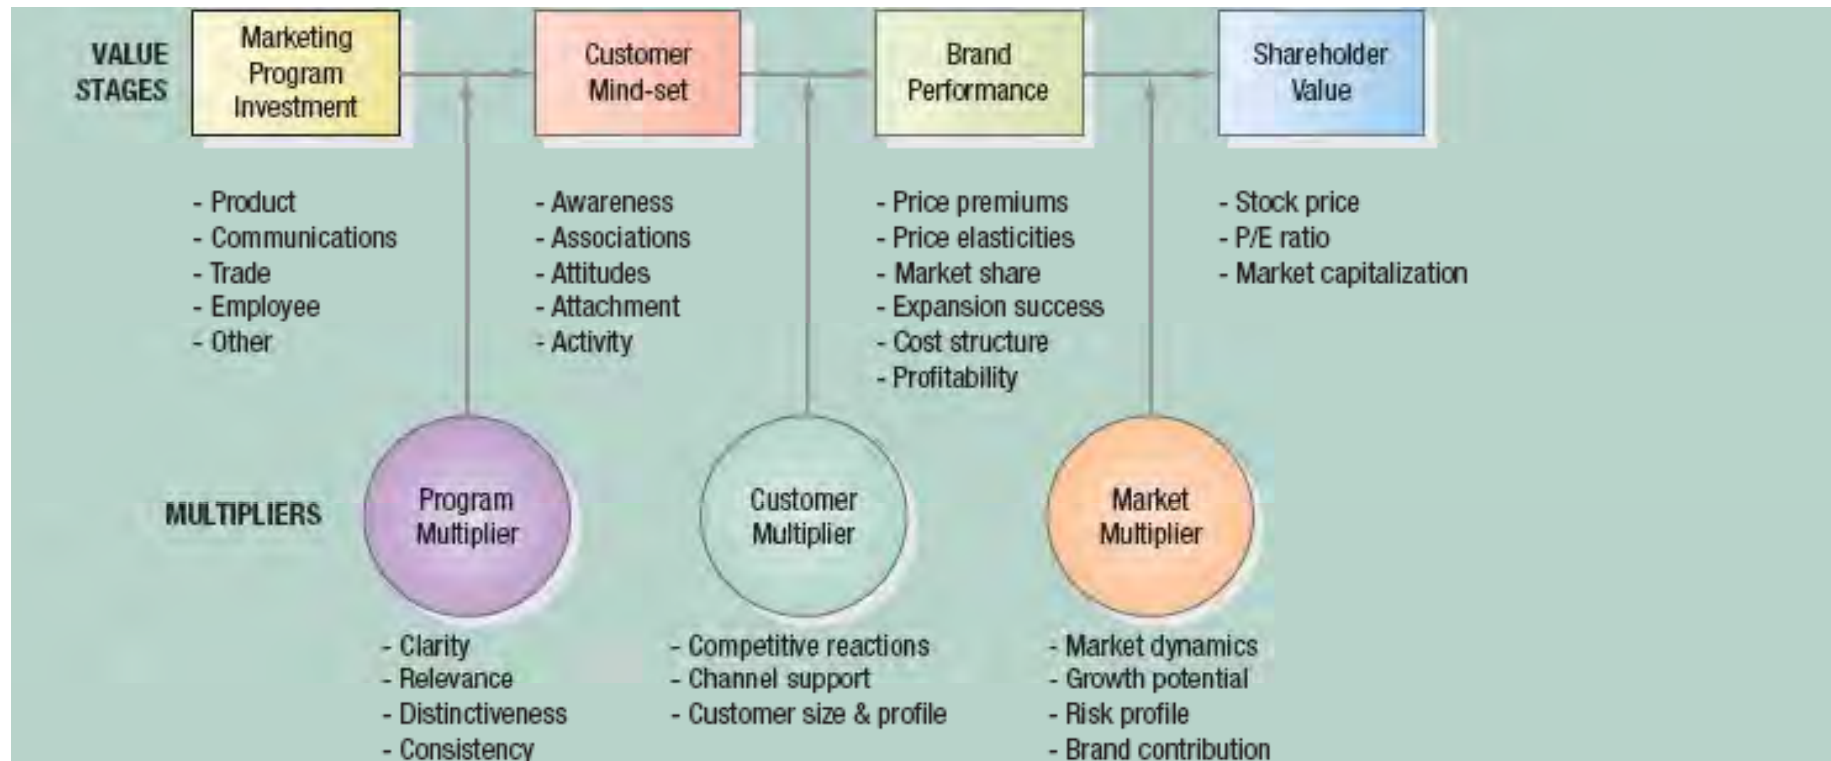 VALUE
STAGES
Marketing
Program
Investment
Customer
Mind-set
Brand
Performance
Shareholder
Value
- Product
- Communications
- Trade
- Employee
- Other
- Awareness
- Associations
- Attitudes
- Attachment
- Activity
- Price premiums
- Price elasticities
- Market share
- Expansion success
- Cost structure
- Profitability
- Stock price
- P/E ratio
- Market capitalization
MULTIPLIERS
Program
Multiplier
Customer
Multiplier
Market
Multiplier
- Clarity
- Relevance
- Distinctiveness
- Consistency
- Competitive reactions
- Channel support
- Customer size & profile
- Market dynamics
- Growth potential
- Risk profile
- Brand contribution